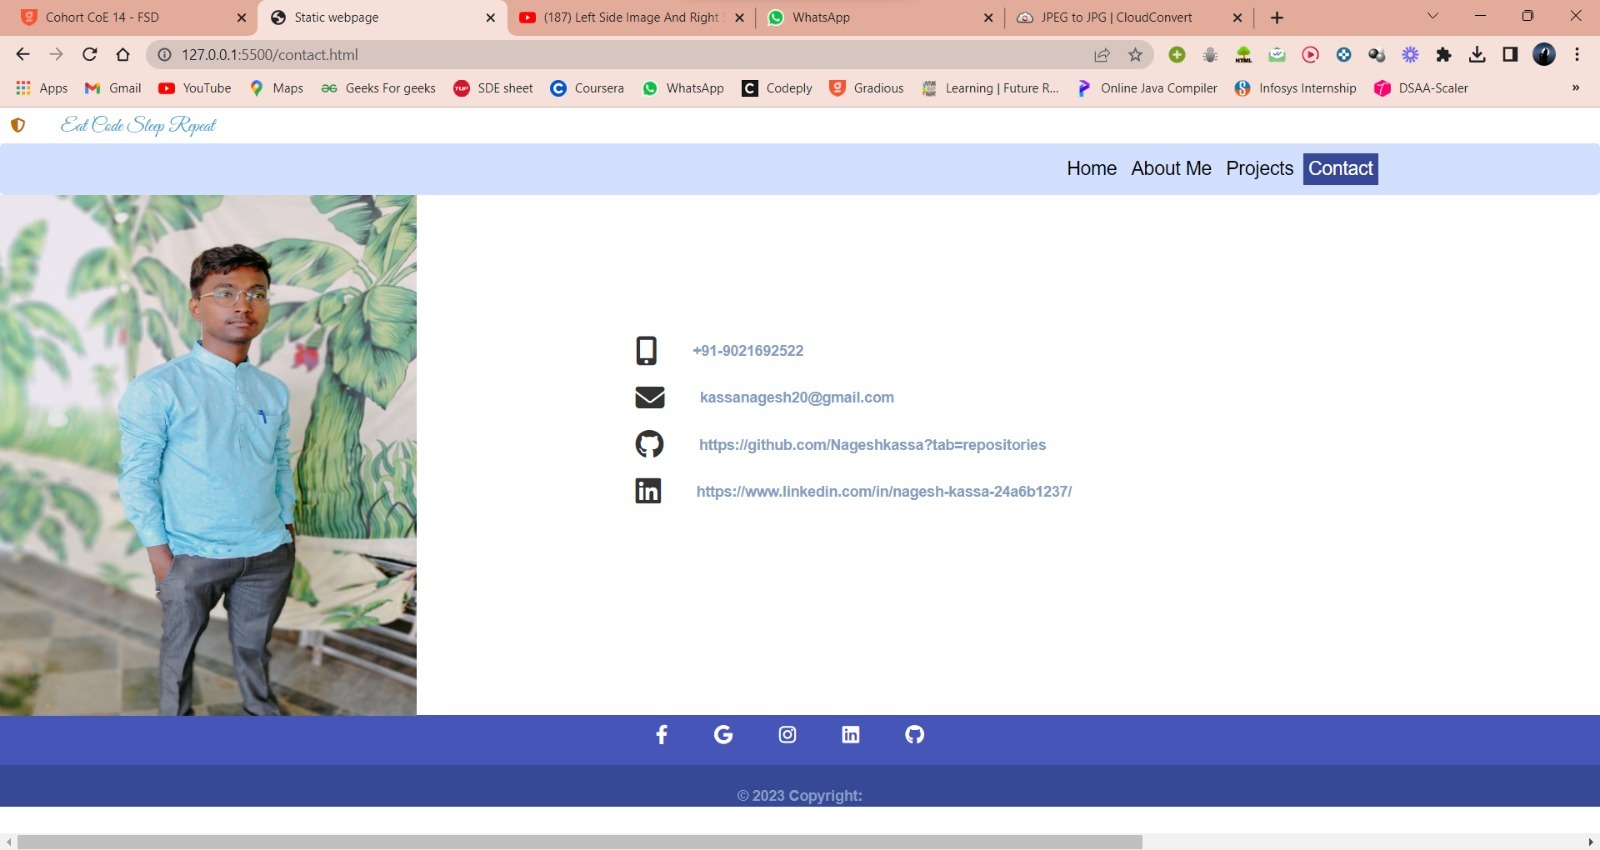 Cohort CoE 14 - FSD
Static webpage
(187) Left Side Image And Right
WhatsApp
JPEG to JPG | CloudConvert
127.0.0.1:5500/contact.html
Apps Gmail YouTube Maps Geeks For geeks SDE sheet Coursera WhatsApp Codeply Gradious Learning | Future R... Online Java Compiler Infosys Internship DSAA-Scaler »
Eat Code Sleep Repeat
Home About Me Projects Contact
+91-9021692522
kassanagesh20@gmail.com
https://github.com/Nageshkassa?tab=repositories
https://www.linkedin.com/in/nagesh-kassa-24a6b1237/
© 2023 Copyright: